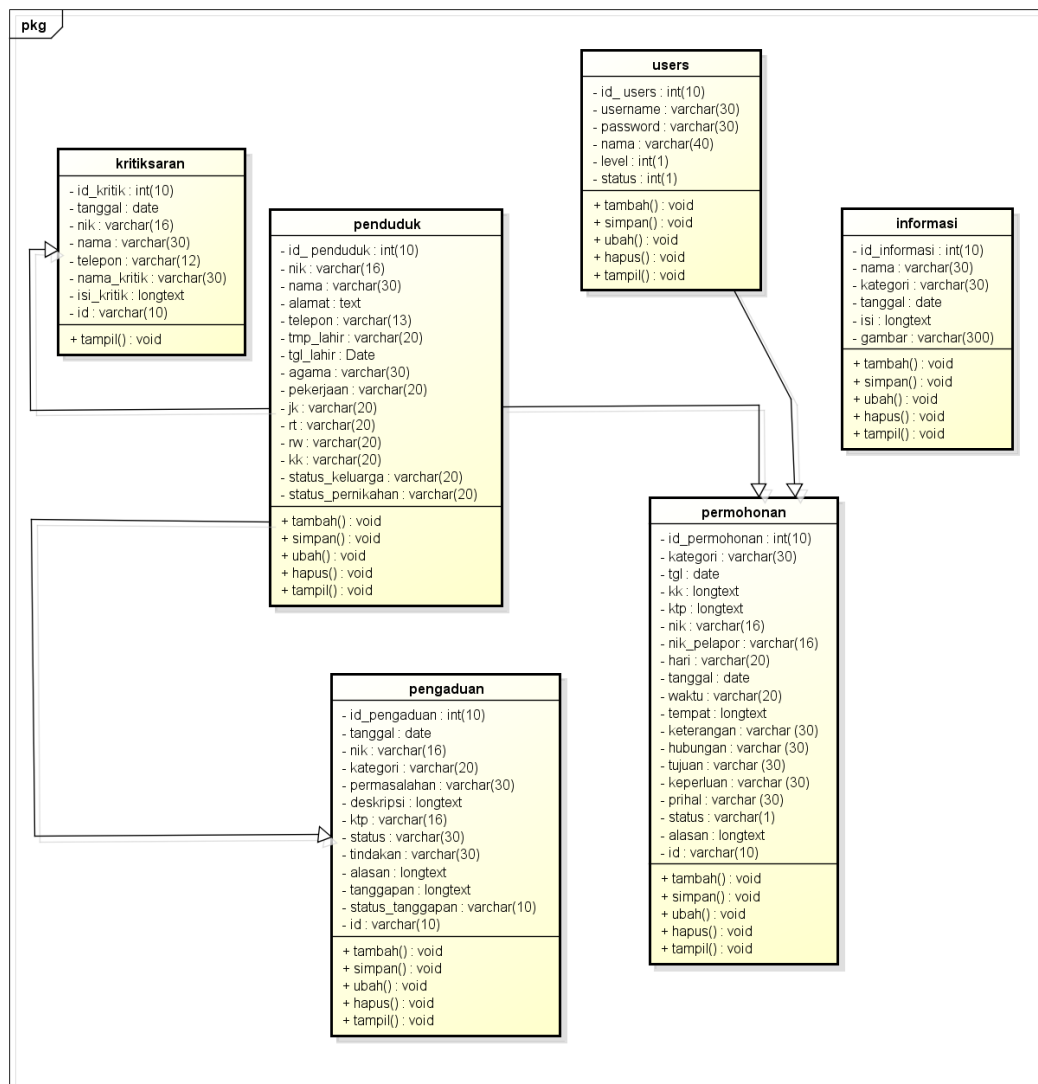 pkg
users
- id_ users : int(10)
- username : varchar(30)
- password : varchar(30)
- nama : varchar(40)
- level : int(1)
- status : int(1)
+ tambah() : void
+ simpan() : void
+ ubah() : void
+ hapus() : void
+ tampil() : void
kritiksaran
- id_kritik : int(10)
- tanggal : date
- nik : varchar(16)
- nama : varchar(30)
- telepon : varchar(12)
- nama_kritik : varchar(30)
- isi_kritik : longtext
- id : varchar(10)
+ tampil() : void
penduduk
- id_ penduduk : int(10)
- nik : varchar(16)
- nama : varchar(30)
- alamat : text
- telepon : varchar(13)
- tmp_lahir : varchar(20)
- tgl_lahir : Date
- agama : varchar(30)
- pekerjaan : varchar(20)
- jk : varchar(20)
- rt : varchar(20)
- rw : varchar(20)
- kk : varchar(20)
- status_keluarga : varchar(20)
- status_pernikahan : varchar(20)
+ tambah() : void
+ simpan() : void
+ ubah() : void
+ hapus() : void
+ tampil() : void
informasi
- id_informasi : int(10)
- nama : varchar(30)
- kategori : varchar(30)
- tanggal : date
- isi : longtext
- gambar : varchar(300)
+ tambah() : void
+ simpan() : void
+ ubah() : void
+ hapus() : void
+ tampil() : void
permohonan
- id_permohonan : int(10)
- kategori : varchar(30)
- tgl : date
- kk : longtext
- ktp : longtext
- nik : varchar(16)
- nik_pelapor : varchar(16)
- hari : varchar(20)
- tanggal : date
- waktu : varchar(20)
- tempat : longtext
- keterangan : varchar (30)
- hubungan : varchar (30)
- tujuan : varchar (30)
- keperluan : varchar (30)
- prihal : varchar (30)
- status : varchar(1)
- alasan : longtext
- id : varchar(10)
+ tambah() : void
+ simpan() : void
+ ubah() : void
+ hapus() : void
+ tampil() : void
pengaduan
- id_pengaduan : int(10)
- tanggal : date
- nik : varchar(16)
- kategori : varchar(20)
- permasalahan : varchar(30)
- deskripsi : longtext
- ktp : varchar(16)
- status : varchar(30)
- tindakan : varchar(30)
- alasan : longtext
- tanggapan : longtext
- status_tanggapan : varchar(10)
- id : varchar(10)
+ tambah() : void
+ simpan() : void
+ ubah() : void
+ hapus() : void
+ tampil() : void